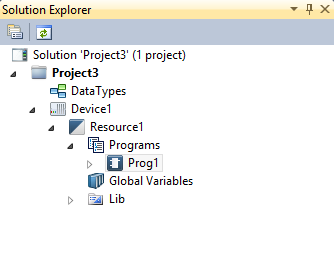 Solution Explorer
Solution 'Project3' (1 project)
Project3
DataTypes
Device1
Resource1
Programs
Prog1
Global Variables
Lib